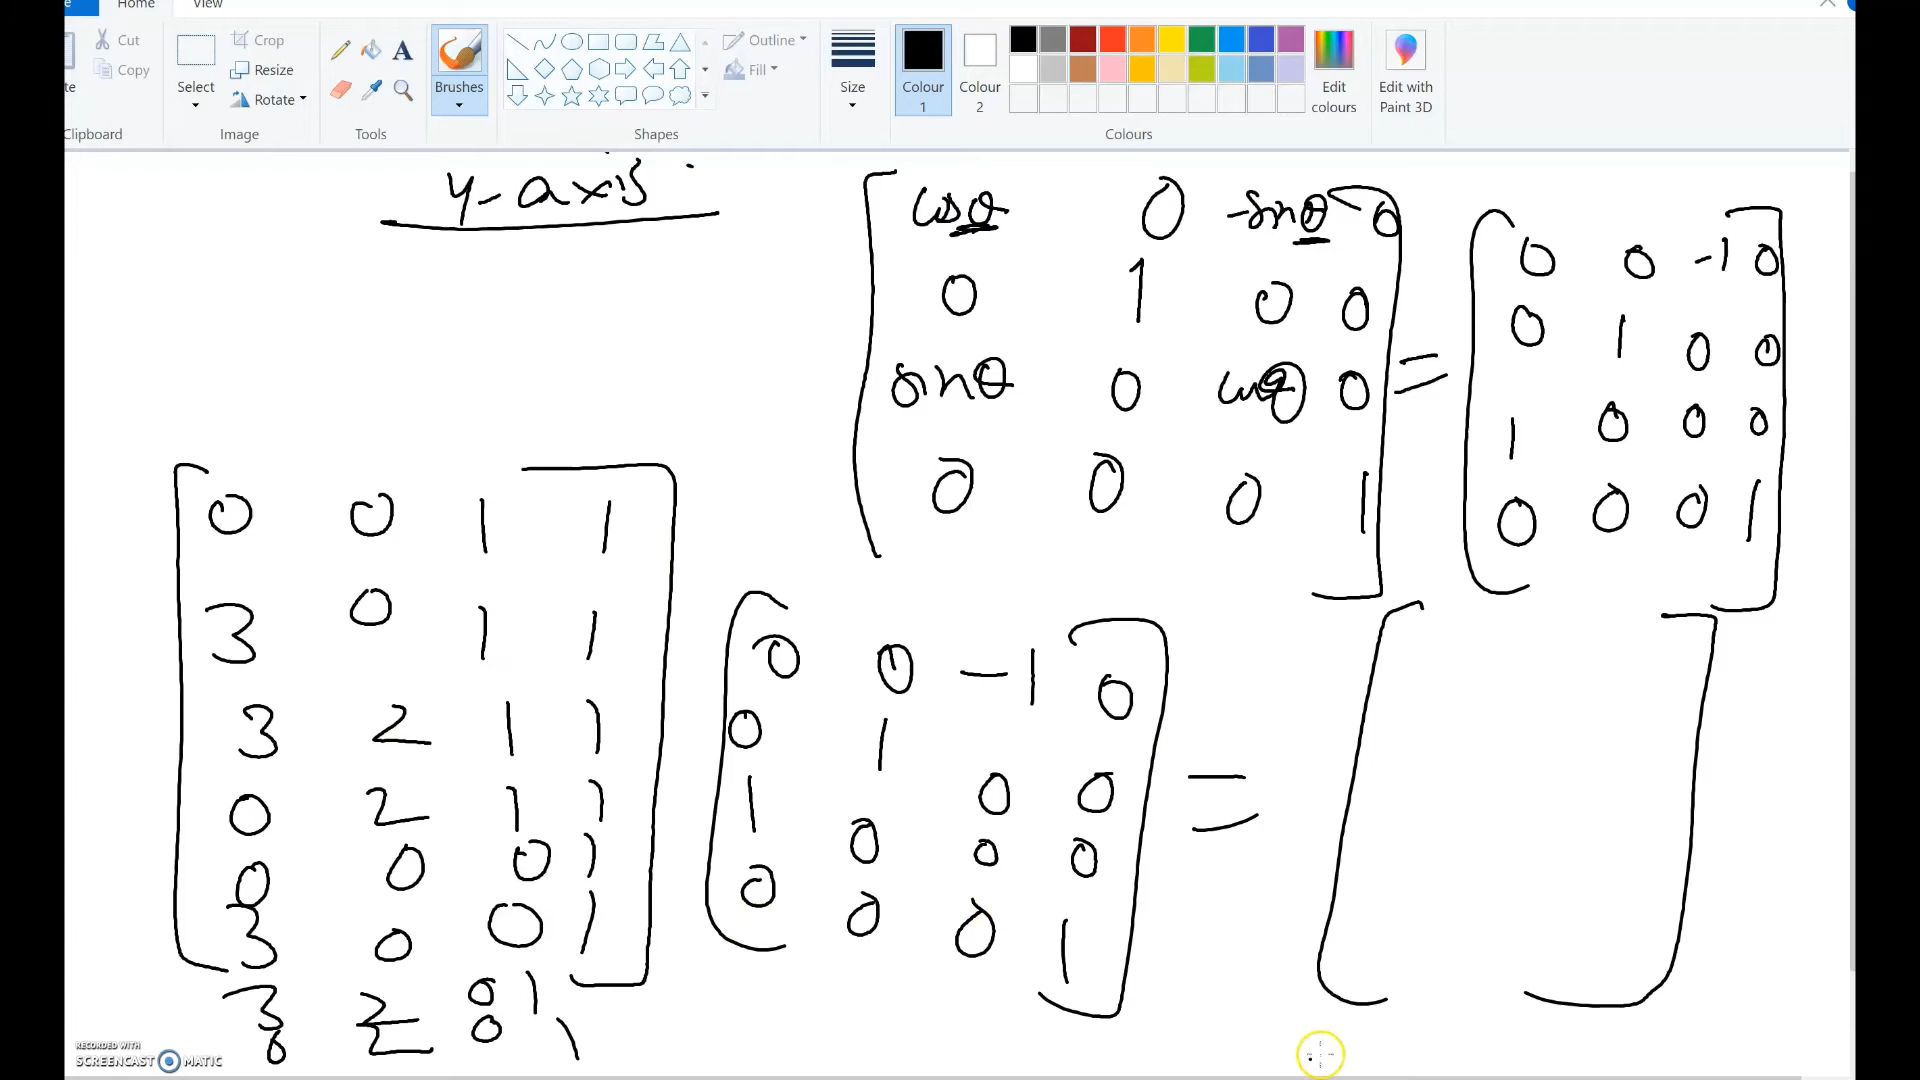 Home View
Cut
Copy
Clipboard
Select
Crop
Resize
Rotate
Image
Tools
Brushes
Shapes
Outline
Fill
Size
Colour 1
Colour 2
Edit colours
Edit with Paint 3D
Colours
y-axis
cosθ 0 -sinθ 0
0 1 0 0
sinθ 0 cosθ 0
0 0 0 1
=
0 0 -1 0
0 1 0 0
1 0 0 0
0 0 0 1
0 0 1 1
3 0 1 1
3 2 1 1
0 2 1 1
0 0 0 1
3 0 0 1
3 2 0 1
0 2 0 1
0 0 -1 0
0 1 0 0
1 0 0 0
0 0 0 1
=
RECORDED WITH
SCREENCAST MATIC